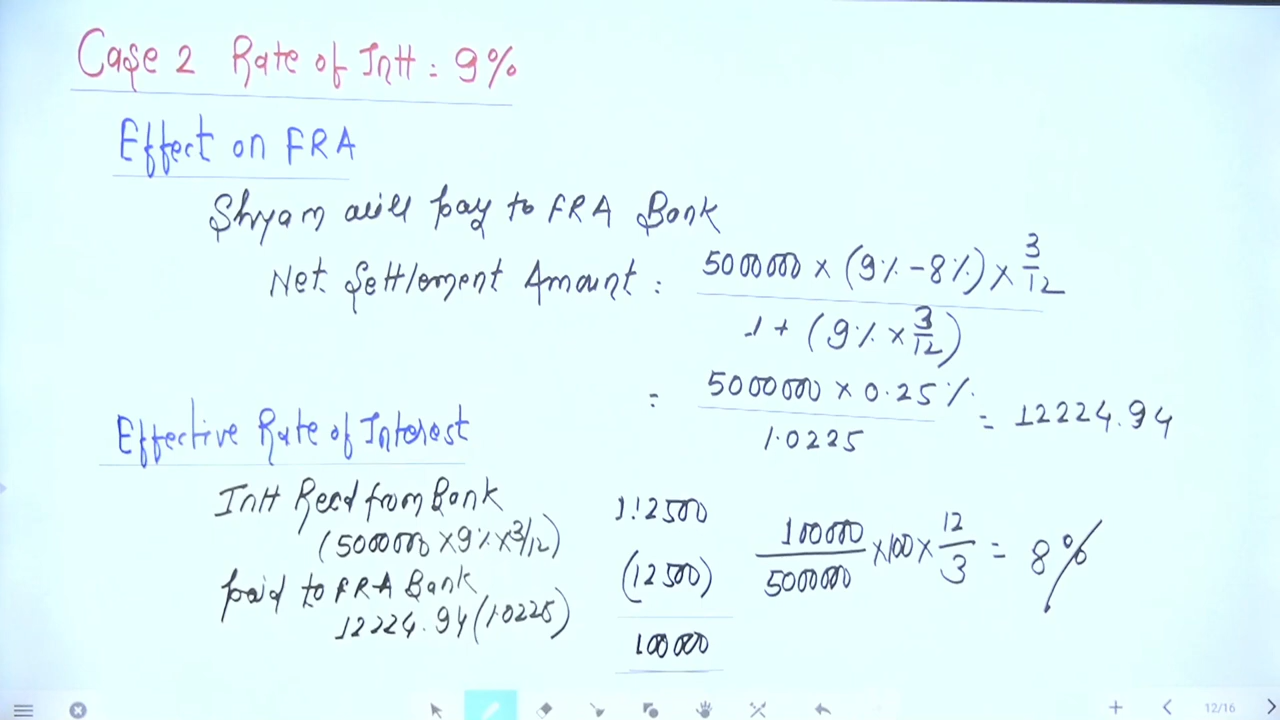 Case 2 Rate of Intt : 9%
Effect on FRA
Shyam will pay to FRA Bank
Net Settlement Amount : 5000000 × (9% - 8%) × 3/12
1 + (9% × 3/12)
= 5000000 × 0.25%
1.0225
= 12224.94
Effective Rate of Interest
Intt Recd from Bank 112500
(5000000 × 9% × 3/12)
paid to FRA Bank (12500)
12224.94 (1.0225)
100000
100000/5000000 × 100 × 12/3 = 8%
12/16